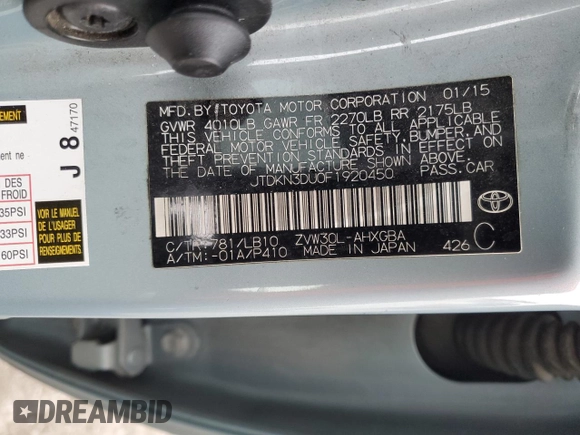 MFD. BY: TOYOTA MOTOR CORPORATION 01/15
GVWR 4010LB GAWR FR 2270LB RR 2175LB
THIS VEHICLE CONFORMS TO ALL APPLICABLE
FEDERAL MOTOR VEHICLE SAFETY, BUMPER, AND
THEFT PREVENTION STANDARDS IN EFFECT ON
THE DATE OF MANUFACTURE SHOWN ABOVE.
JTDKN3DU0F1920450 PASS.CAR
C/TR: 781/LB10 ZVW30L-AHXGBA
A/TM: -01A/P410 MADE IN JAPAN 426 C
TOYOTA
DES
FROID
35PSI
33PSI
60PSI
VOIR LE MANUEL
DU USAGER POUR
PLUS DE
RENSEIGNEMENTS
J 8 47170
DREAMBID